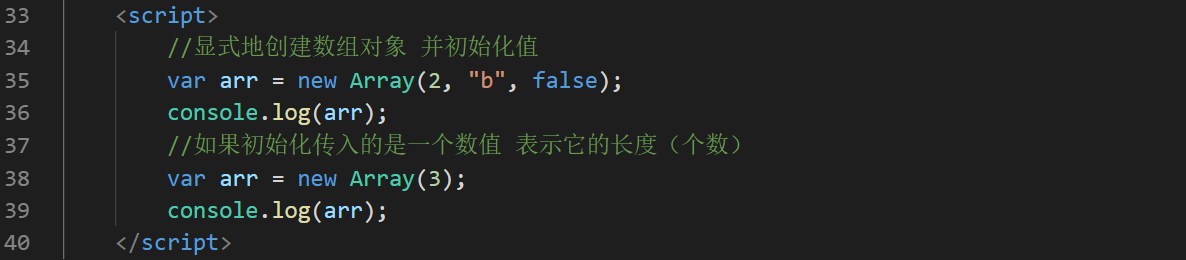 33 <script>
34 //显式地创建数组对象 并初始化值
35 var arr = new Array(2, "b", false);
36 console.log(arr);
37 //如果初始化传入的是一个数值 表示它的长度（个数）
38 var arr = new Array(3);
39 console.log(arr);
40 </script>